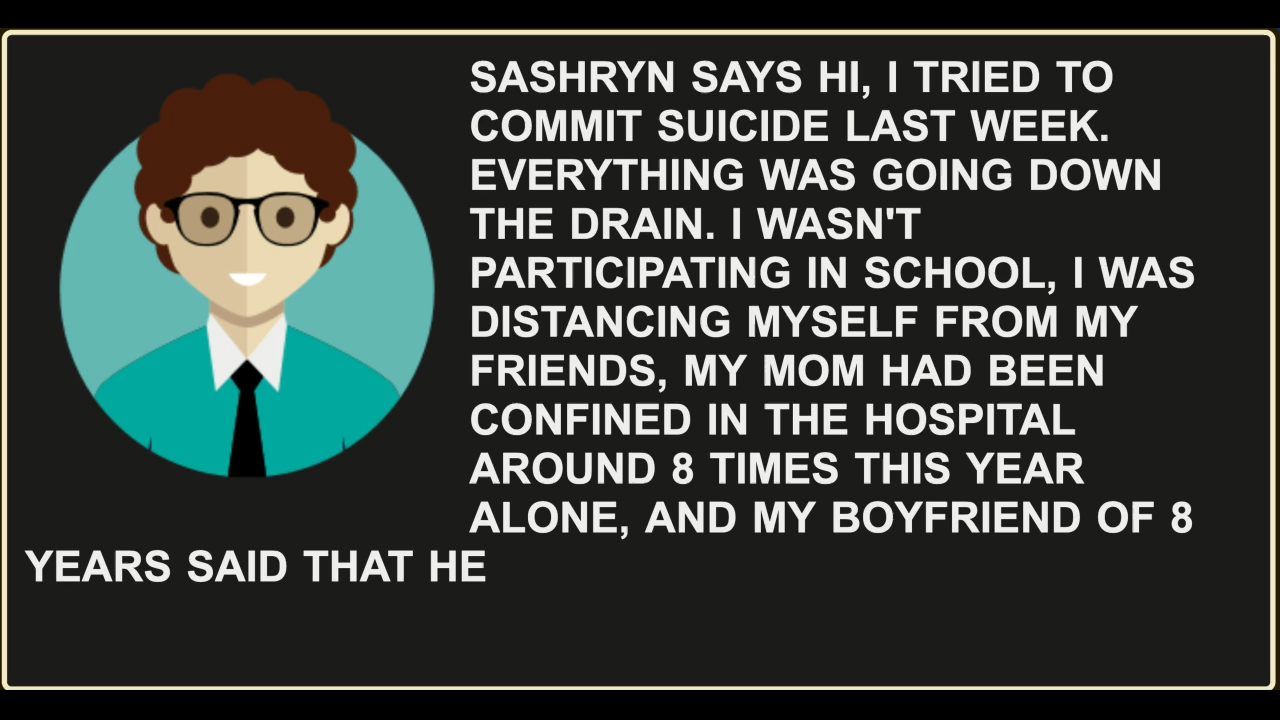 SASHRYN SAYS HI, I TRIED TO
COMMIT SUICIDE LAST WEEK.
EVERYTHING WAS GOING DOWN
THE DRAIN. I WASN'T
PARTICIPATING IN SCHOOL, I WAS
DISTANCING MYSELF FROM MY
FRIENDS, MY MOM HAD BEEN
CONFINED IN THE HOSPITAL
AROUND 8 TIMES THIS YEAR
ALONE, AND MY BOYFRIEND OF 8
YEARS SAID THAT HE